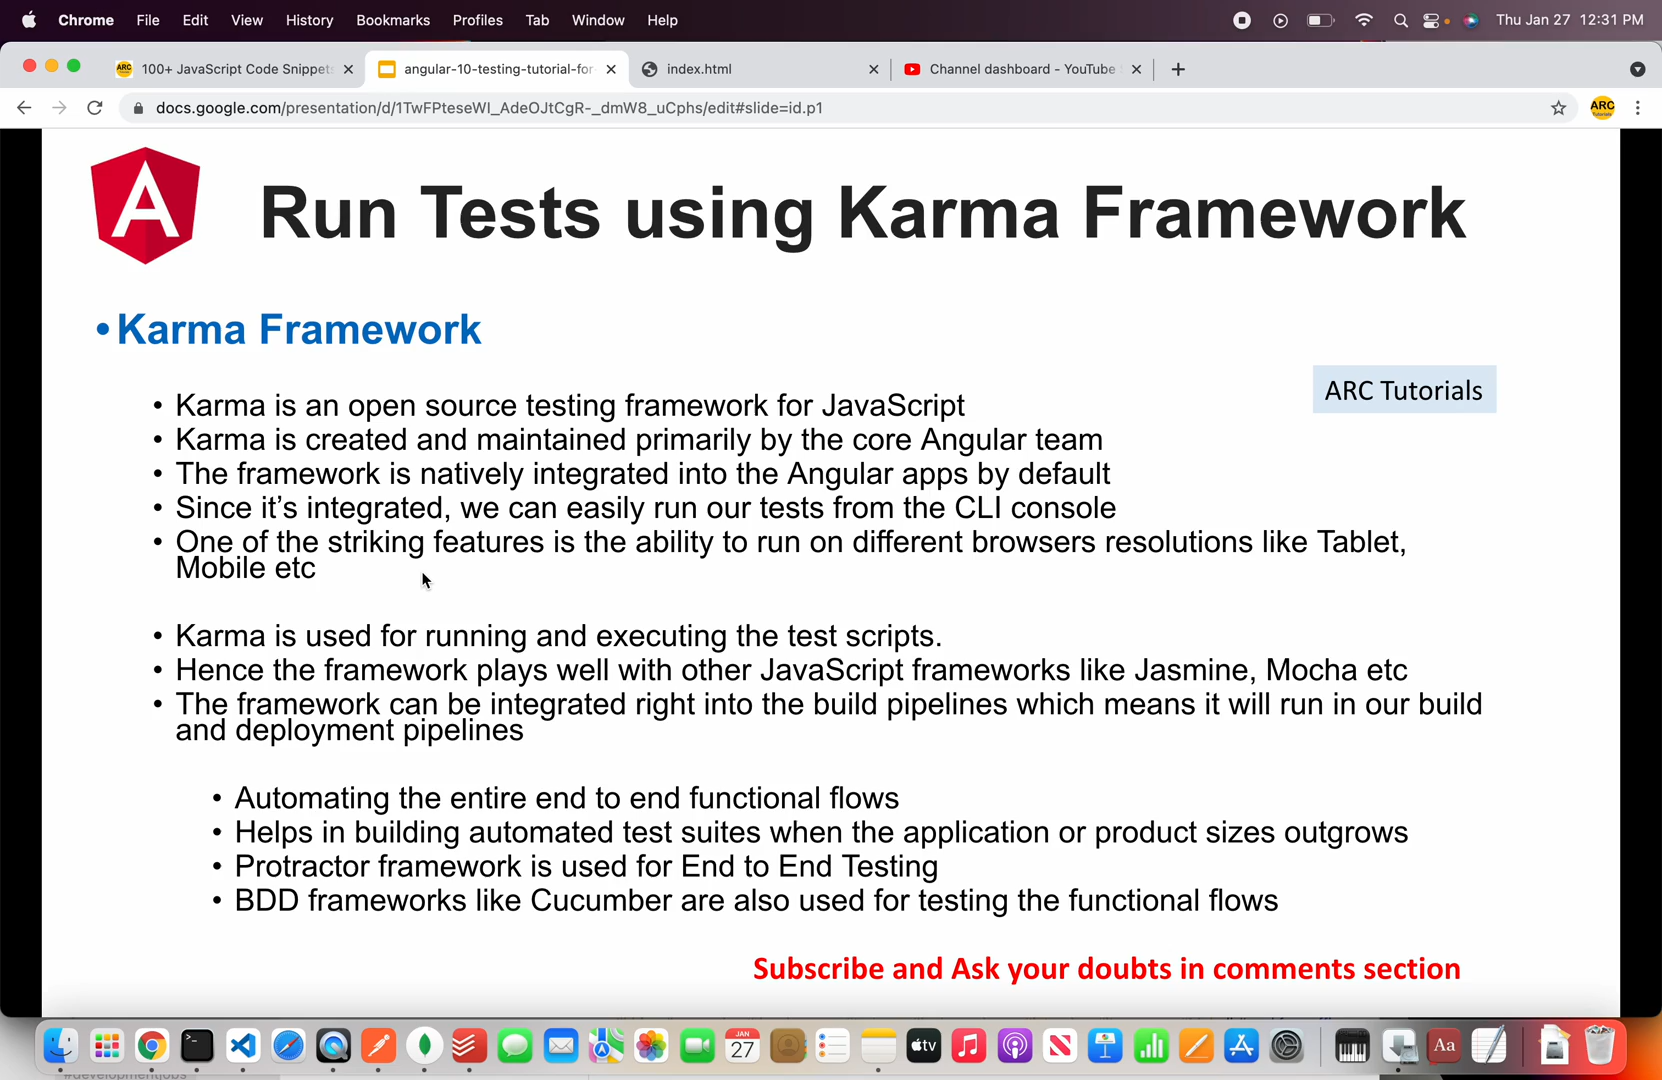 Chrome File Edit View History Bookmarks Profiles Tab Window Help Thu Jan 27 12:31 PM
ARC 100+ JavaScript Code Snippets angular-10-testing-tutorial-for- index.html Channel dashboard - YouTube
docs.google.com/presentation/d/1TwFPteseWI_AdeOJtCgR-_dmW8_uCphs/edit#slide=id.p1 ARC
A Run Tests using Karma Framework
• Karma Framework
ARC Tutorials
• Karma is an open source testing framework for JavaScript
• Karma is created and maintained primarily by the core Angular team
• The framework is natively integrated into the Angular apps by default
• Since it's integrated, we can easily run our tests from the CLI console
• One of the striking features is the ability to run on different browsers resolutions like Tablet,
Mobile etc
• Karma is used for running and executing the test scripts.
• Hence the framework plays well with other JavaScript frameworks like Jasmine, Mocha etc
• The framework can be integrated right into the build pipelines which means it will run in our build
and deployment pipelines
• Automating the entire end to end functional flows
• Helps in building automated test suites when the application or product sizes outgrows
• Protractor framework is used for End to End Testing
• BDD frameworks like Cucumber are also used for testing the functional flows
Subscribe and Ask your doubts in comments section
JAN
27
tv
Aa
#developmentjobs